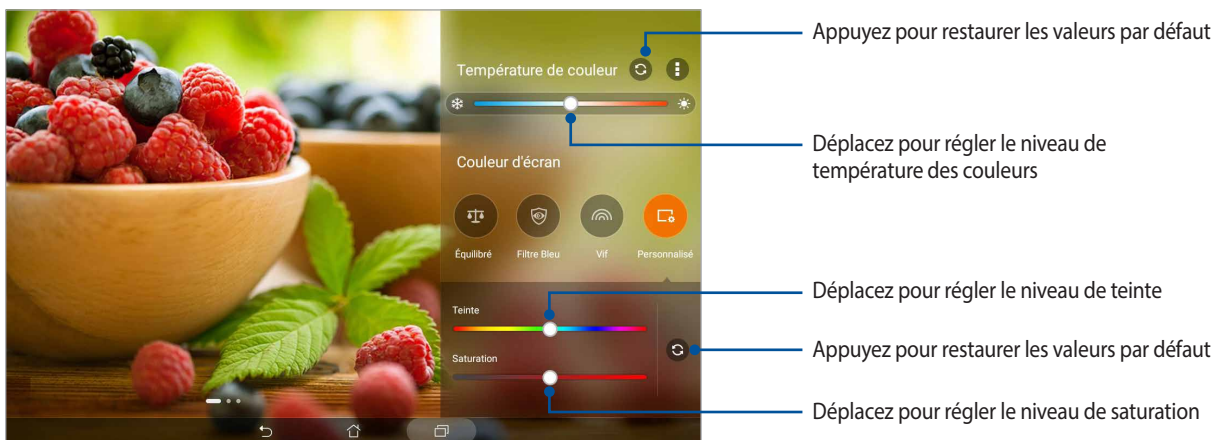 Appuyez pour restaurer les valeurs par défaut
Température de couleur
Déplacez pour régler le niveau de
température des couleurs
Couleur d'écran
Équilibré
Filtre Bleu
Vif
Personnalisé
Déplacez pour régler le niveau de teinte
Teinte
Appuyez pour restaurer les valeurs par défaut
Saturation
Déplacez pour régler le niveau de saturation